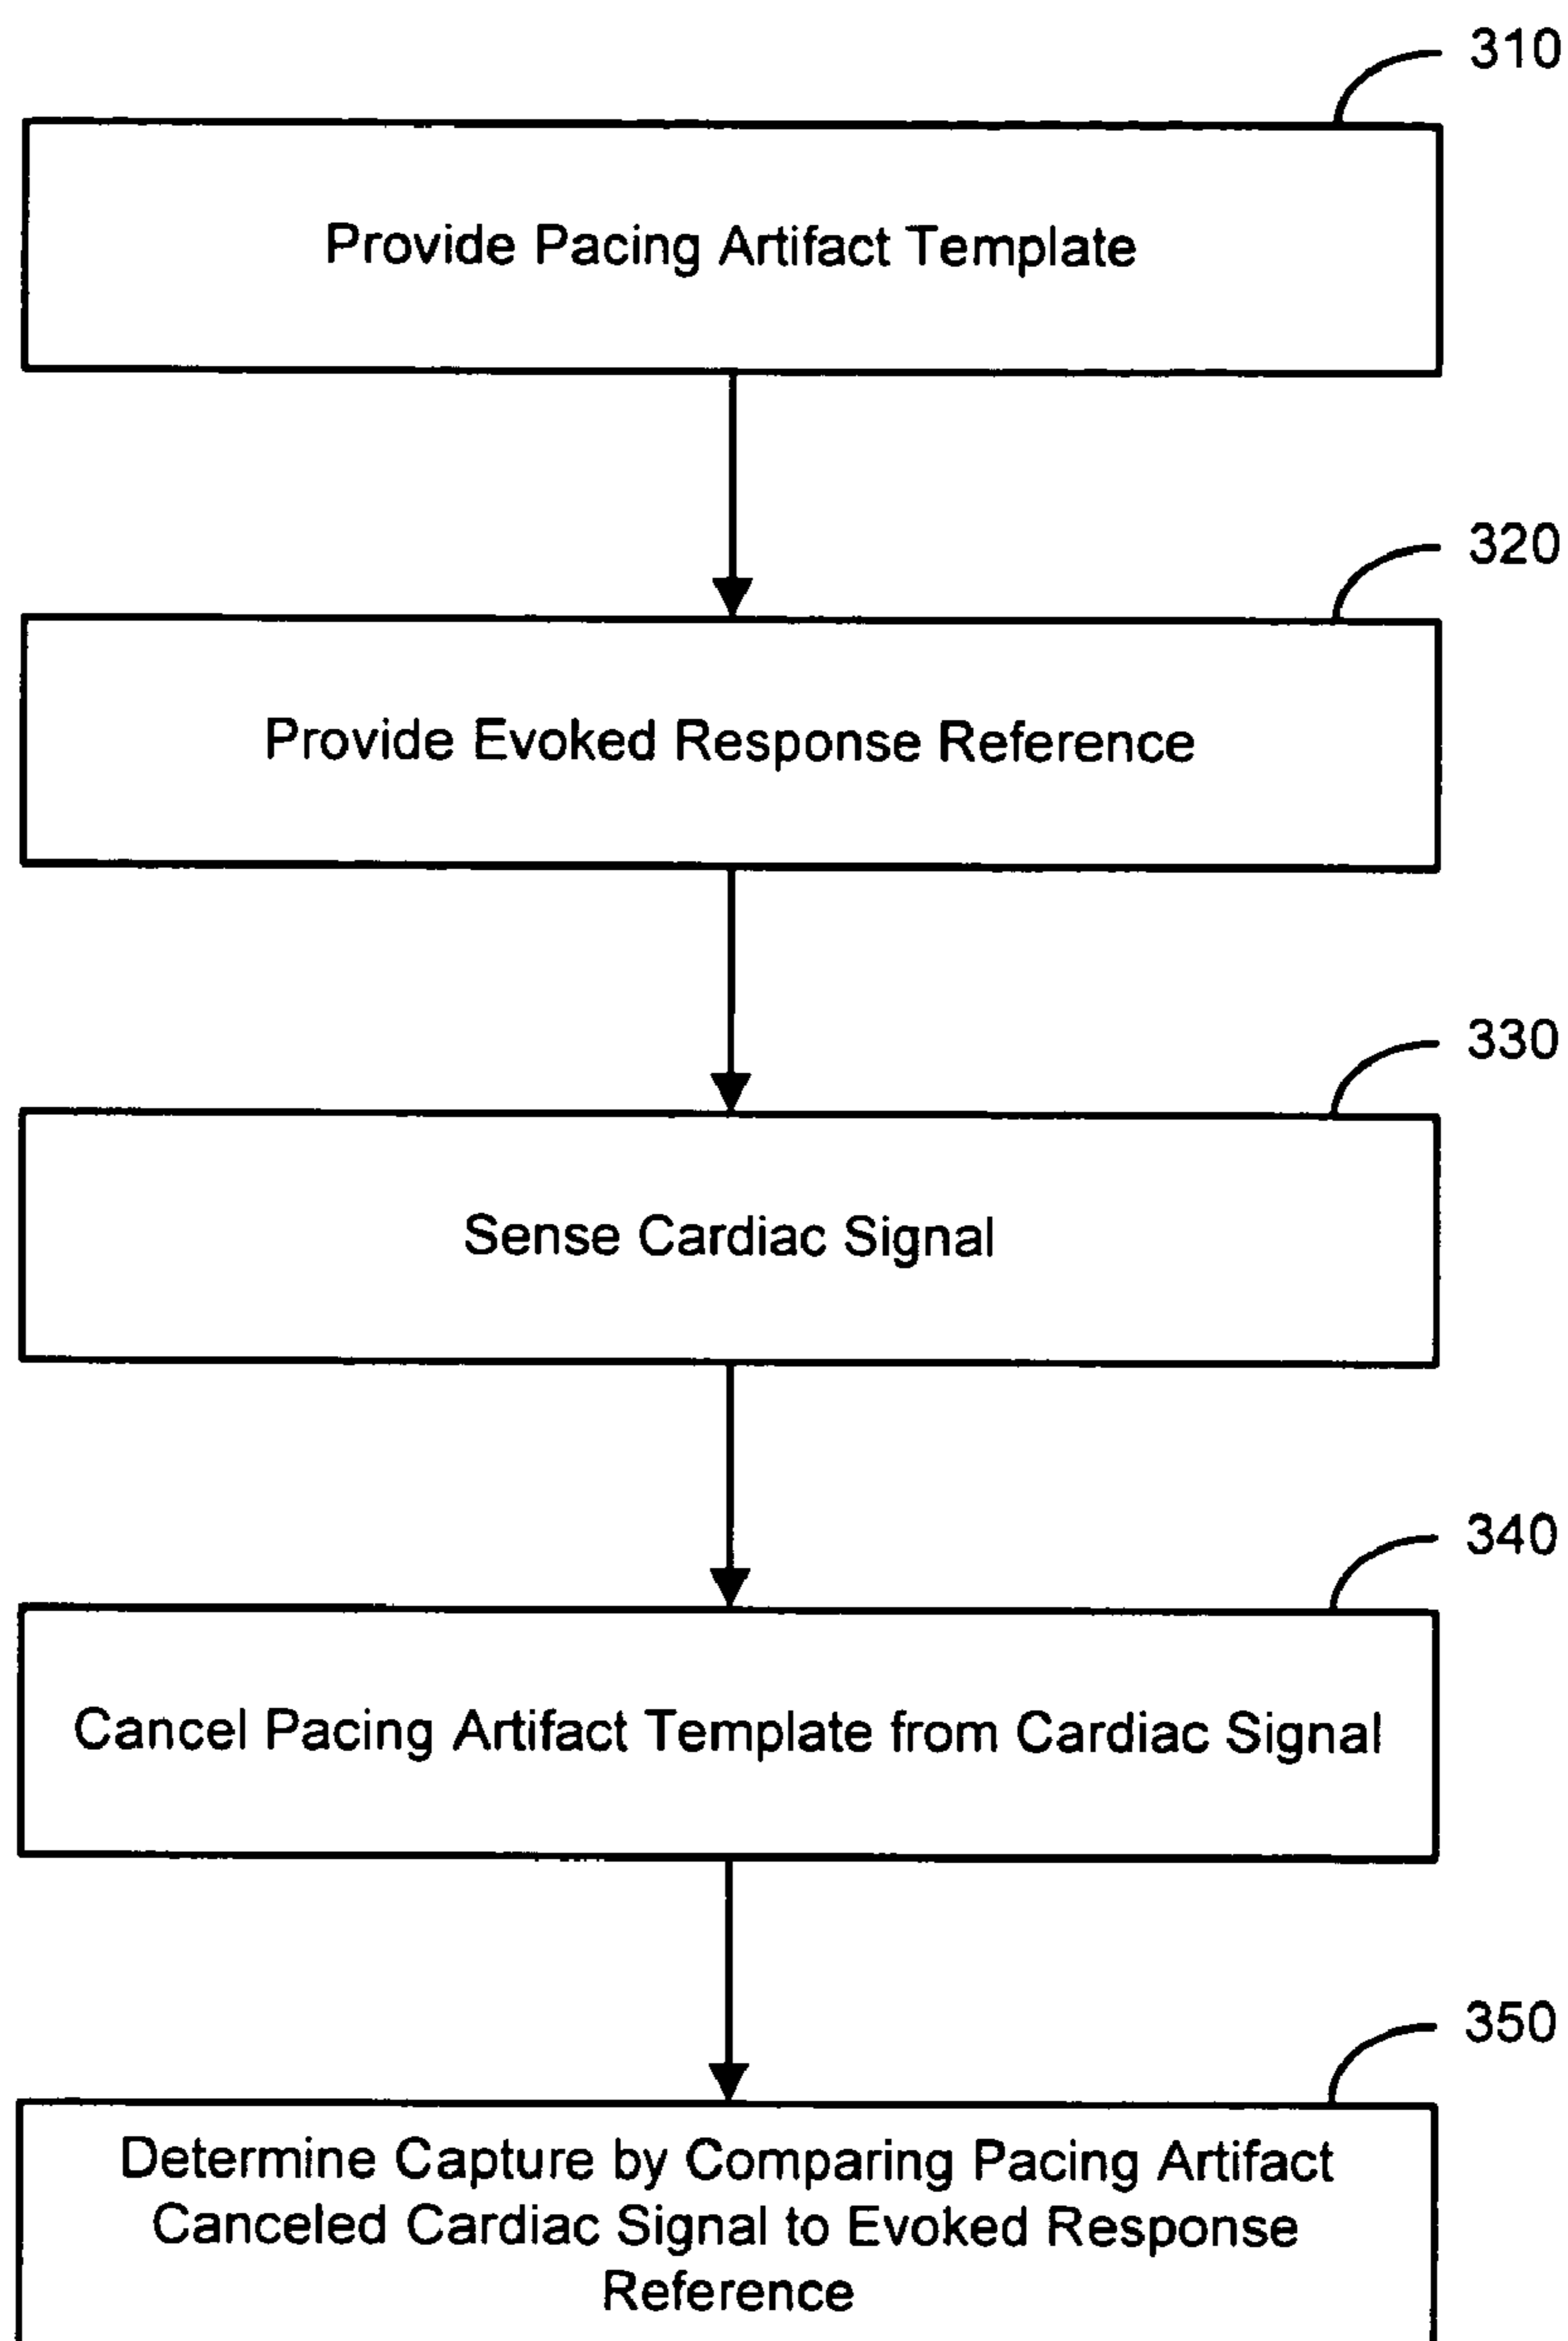 310
Provide Pacing Artifact Template
320
Provide Evoked Response Reference
330
Sense Cardiac Signal
340
Cancel Pacing Artifact Template from Cardiac Signal
350
Determine Capture by Comparing Pacing Artifact
Canceled Cardiac Signal to Evoked Response
Reference